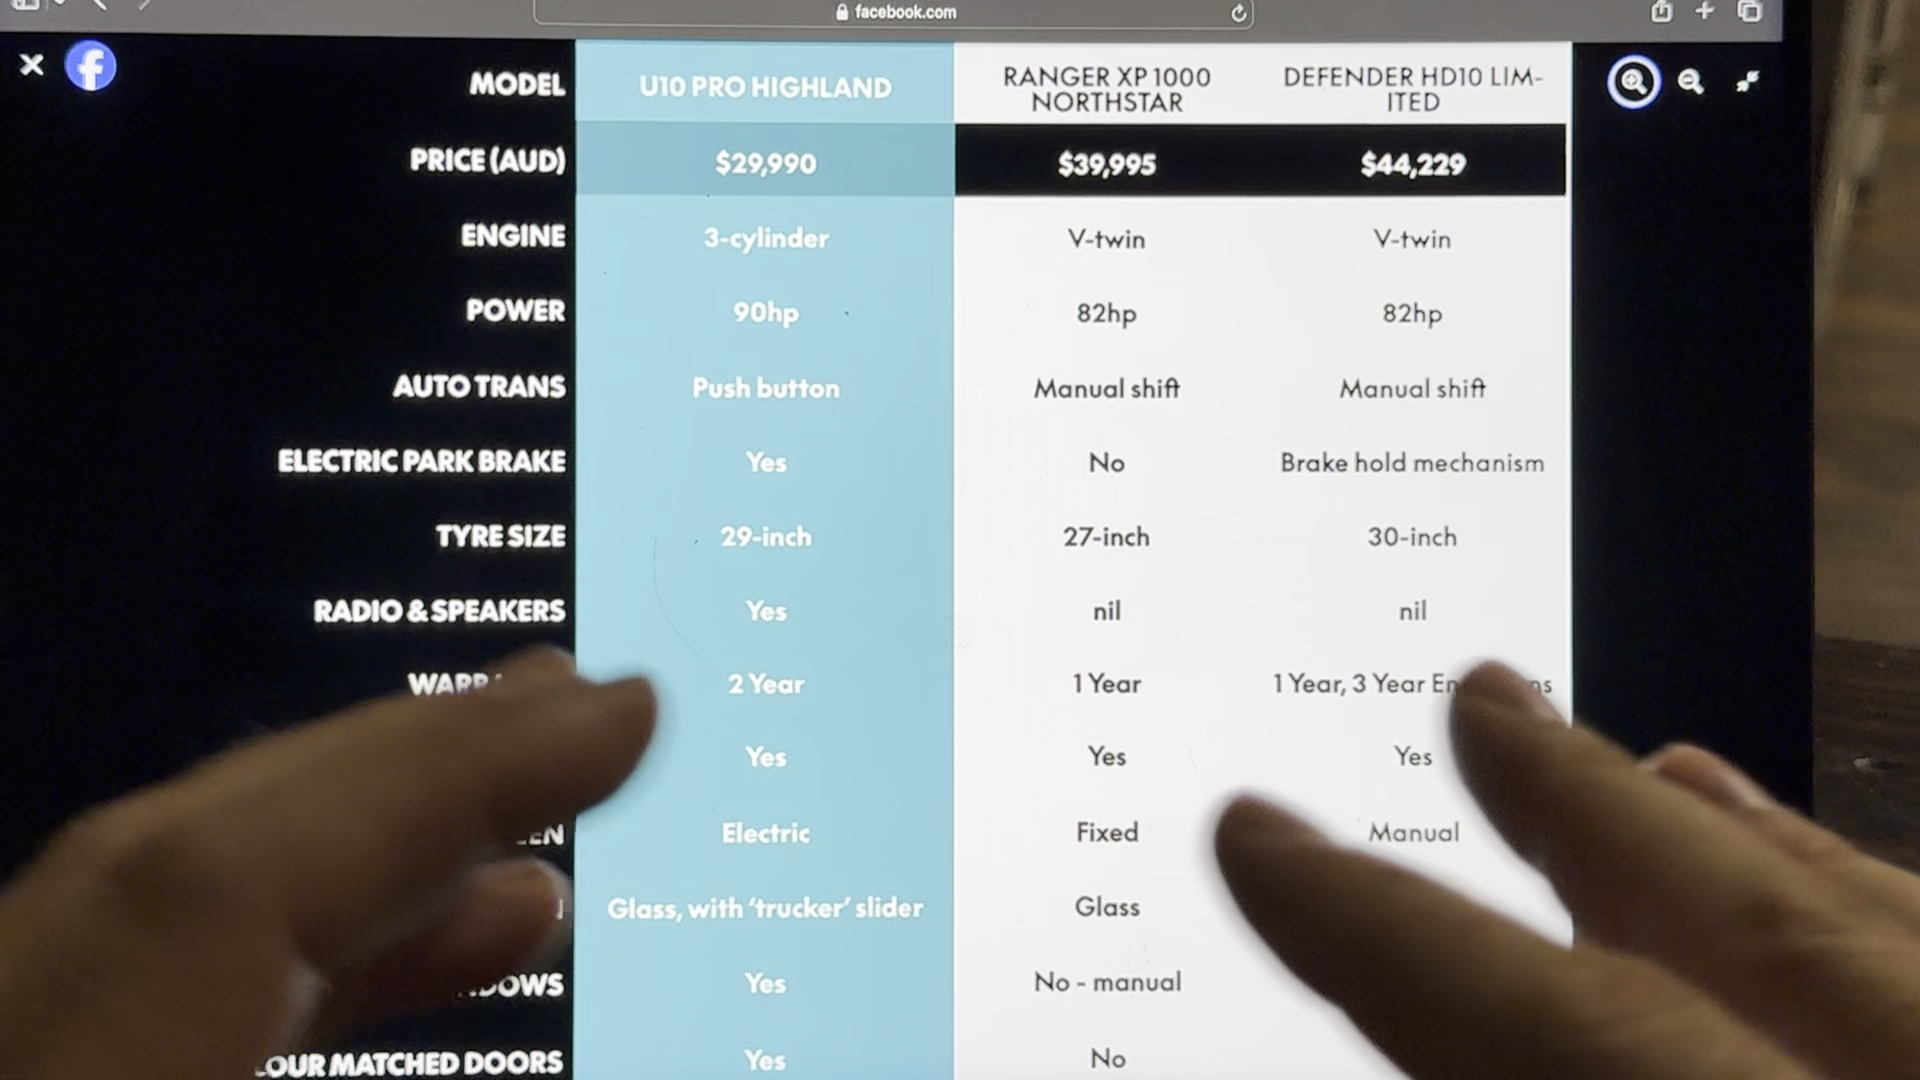 facebook.com
MODEL U10 PRO HIGHLAND RANGER XP 1000 NORTHSTAR DEFENDER HD10 LIM-ITED
PRICE (AUD) $29,990 $39,995 $44,229
ENGINE 3-cylinder V-twin V-twin
POWER 90hp 82hp 82hp
AUTO TRANS Push button Manual shift Manual shift
ELECTRIC PARK BRAKE Yes No Brake hold mechanism
TYRE SIZE 29-inch 27-inch 30-inch
RADIO & SPEAKERS Yes nil nil
2 Year 1 Year 1 Year, 3 Year
Yes Yes Yes
Electric Fixed Manual
Glass, with ‘trucker’ slider Glass
Yes No - manual
MATCHED DOORS Yes No